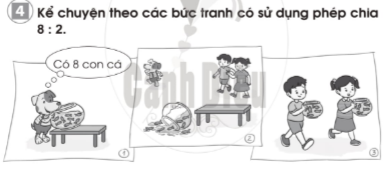 4 Kể chuyện theo các bức tranh có sử dụng phép chia
8 : 2.
Có 8 con cá
Cánh Diều
1
2
3